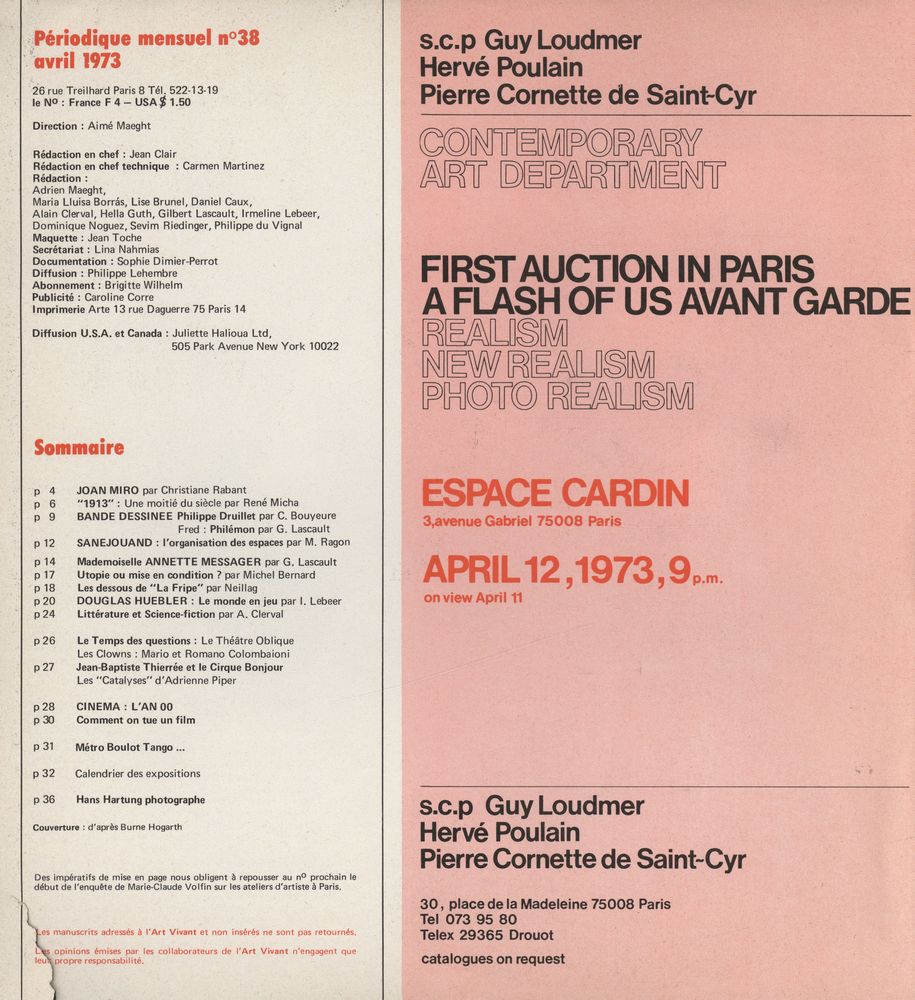 Périodique mensuel nº38
avril 1973
26 rue Treilhard Paris 8 Tél. 522-13-19
le Nº : France F 4 — USA $ 1.50
Direction : Aimé Maeght
Rédaction en chef : Jean Clair
Rédaction en chef technique : Carmen Martinez
Rédaction :
Adrien Maeght,
Maria Lluisa Borrás, Lise Brunel, Daniel Caux,
Alain Clerval, Hella Guth, Gilbert Lascault, Irmeline Lebeer,
Dominique Noguez, Sevim Riedinger, Philippe du Vignal
Maquette : Jean Toche
Secrétariat : Lina Nahmias
Documentation : Sophie Dimier-Perrot
Diffusion : Philippe Lehembre
Abonnement : Brigitte Wilhelm
Publicité : Caroline Corre
Imprimerie Arte 13 rue Daguerre 75 Paris 14
Diffusion U.S.A. et Canada : Juliette Halioua Ltd,
505 Park Avenue New York 10022
Sommaire
p 4 JOAN MIRO par Christiane Rabant
p 6 “1913” : Une moitié du siècle par René Micha
p 9 BANDE DESSINEE Philippe Druillet par C. Bouyeure
Fred : Philémon par G. Lascault
p 12 SANEJOUAND : l'organisation des espaces par M. Ragon
p 14 Mademoiselle ANNETTE MESSAGER par G. Lascault
p 17 Utopie ou mise en condition ? par Michel Bernard
p 18 Les dessous de “La Fripe” par Neillag
p 20 DOUGLAS HUEBLER : Le monde en jeu par I. Lebeer
p 24 Littérature et Science-fiction par A. Clerval
p 26 Le Temps des questions : Le Théâtre Oblique
Les Clowns : Mario et Romano Colombaioni
p 27 Jean-Baptiste Thierrée et le Cirque Bonjour
Les “Catalyses” d'Adrienne Piper
p 28 CINEMA : L'AN 00
p 30 Comment on tue un film
p 31 Métro Boulot Tango ...
p 32 Calendrier des expositions
p 36 Hans Hartung photographe
Couverture : d'après Burne Hogarth
Des impératifs de mise en page nous obligent à repousser au nº prochain le
début de l'enquête de Marie-Claude Volfin sur les ateliers d'artiste à Paris.
Les manuscrits adressés à l'Art Vivant et non insérés ne sont pas retournés.
Les opinions émises par les collaborateurs de l'Art Vivant n'engagent que
leur propre responsabilité.
s.c.p Guy Loudmer
Hervé Poulain
Pierre Cornette de Saint-Cyr
CONTEMPORARY
ART DEPARTMENT
FIRST AUCTION IN PARIS
A FLASH OF US AVANT GARDE
REALISM
NEW REALISM
PHOTO REALISM
ESPACE CARDIN
3,avenue Gabriel 75008 Paris
APRIL 12,1973,9p.m.
on view April 11
s.c.p Guy Loudmer
Hervé Poulain
Pierre Cornette de Saint-Cyr
30, place de la Madeleine 75008 Paris
Tel 073 95 80
Telex 29365 Drouot
catalogues on request